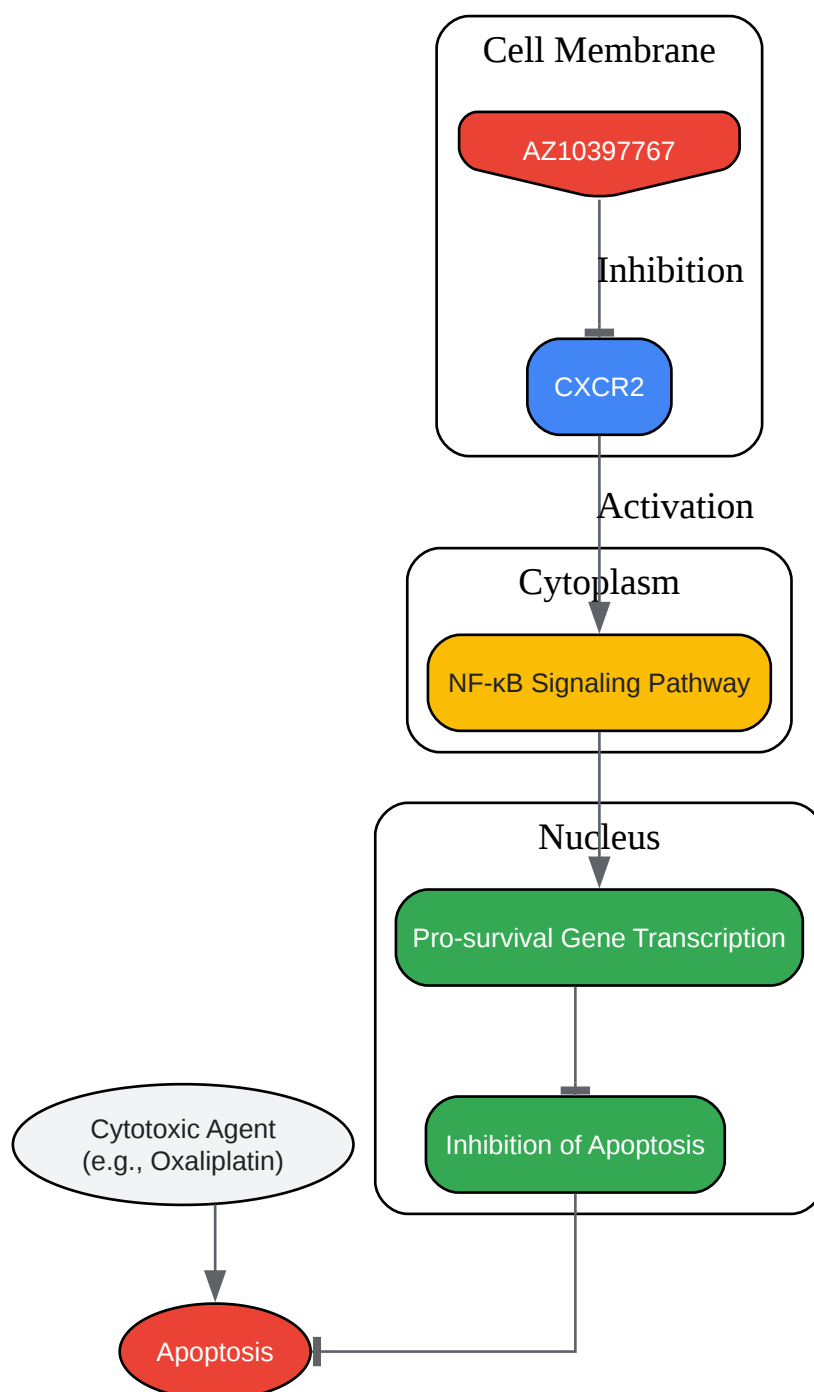 Cell Membrane
AZ10397767
Inhibition
CXCR2
Activation
Cytoplasm
NF-κB Signaling Pathway
Nucleus
Pro-survival Gene Transcription
Cytotoxic Agent
(e.g., Oxaliplatin)
Inhibition of Apoptosis
Apoptosis